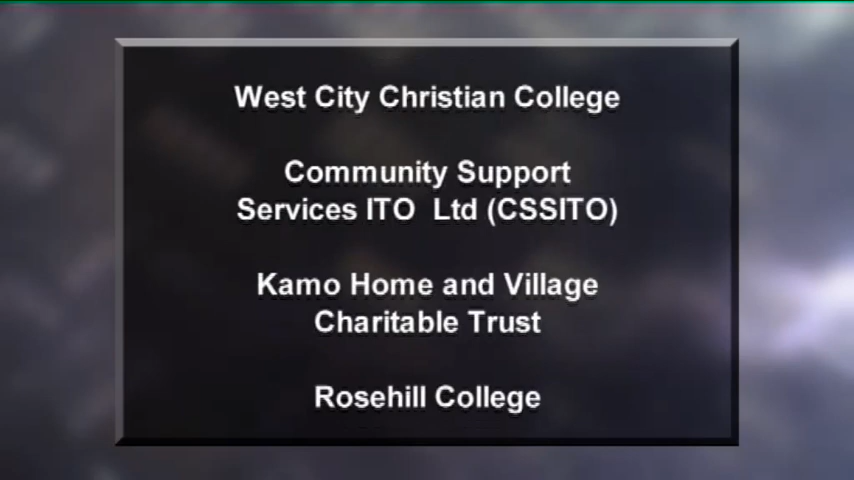 West City Christian College
Community Support
Services ITO Ltd (CSSITO)
Kamo Home and Village
Charitable Trust
Rosehill College